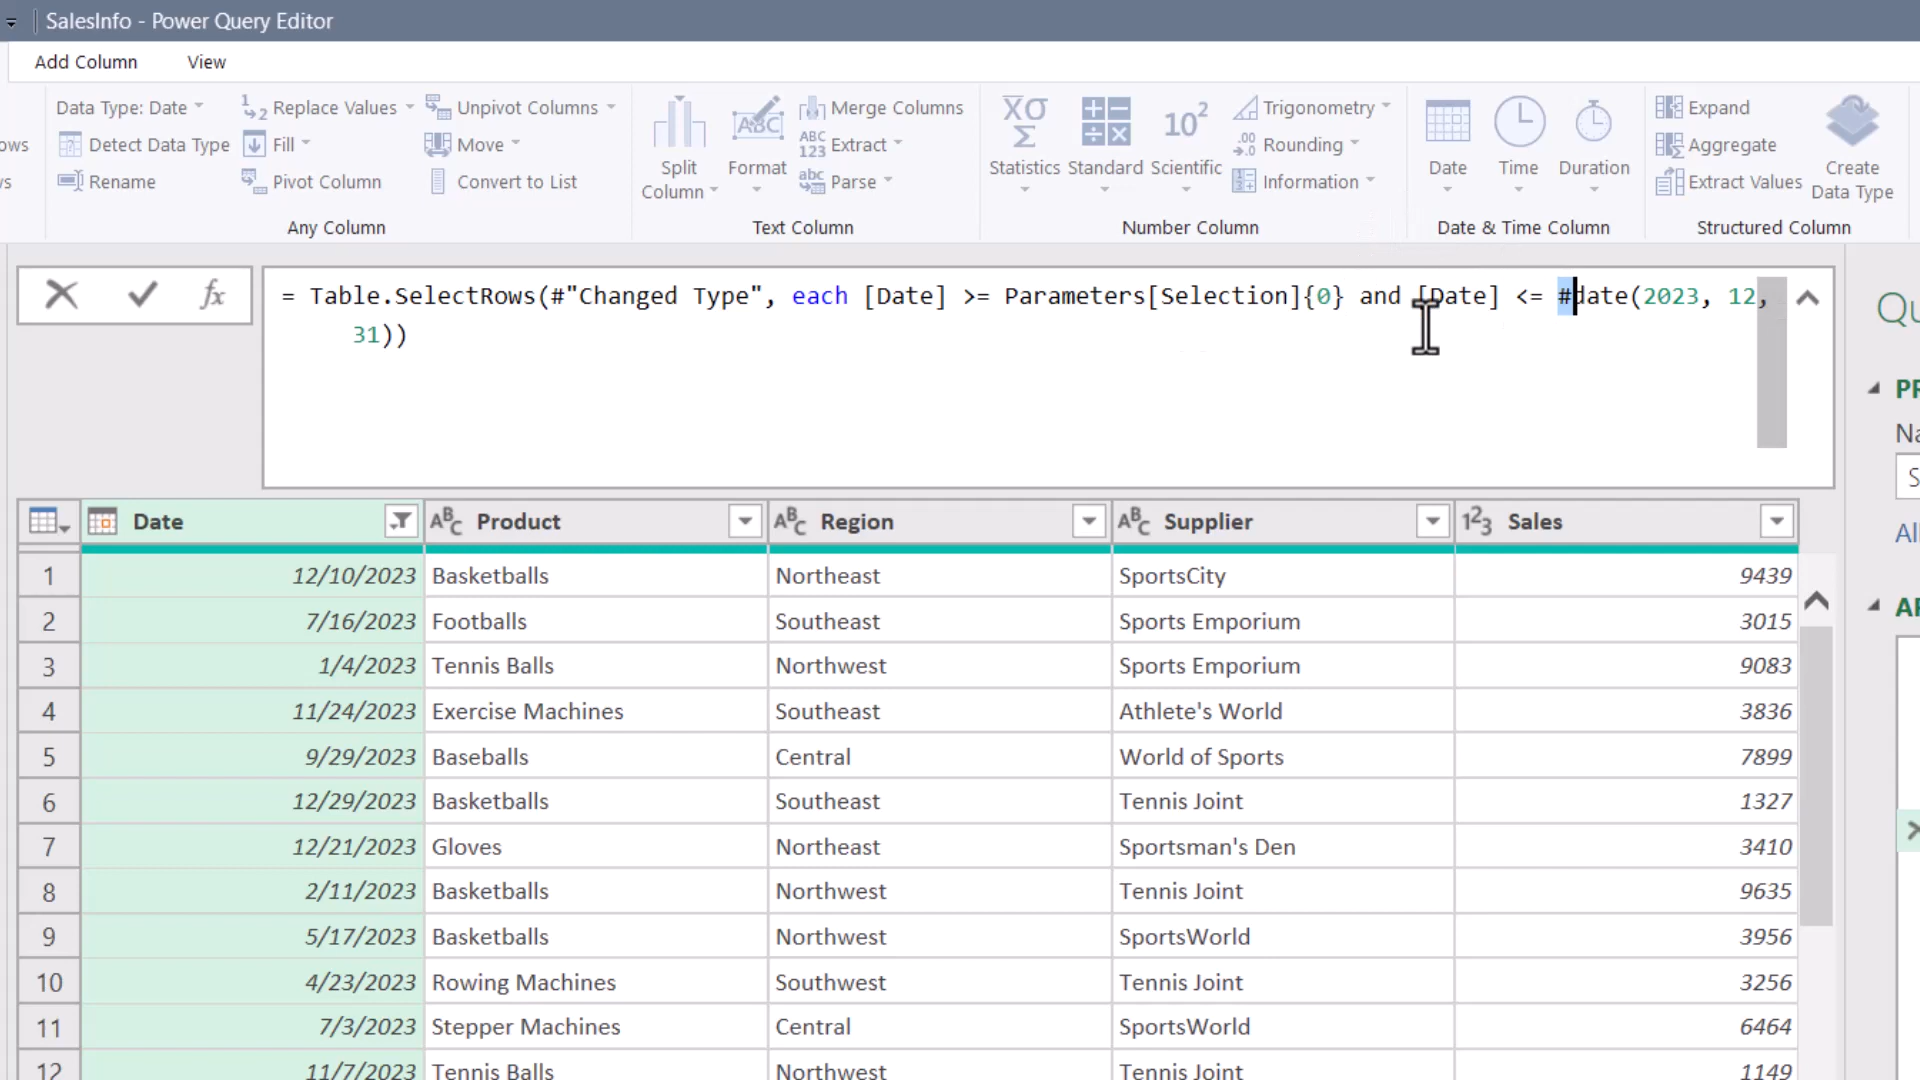 SalesInfo - Power Query Editor
Add Column View
Data Type: Date Replace Values Unpivot Columns Merge Columns Trigonometry Expand
ows Detect Data Type Fill Move Extract Rounding Aggregate
s Rename Pivot Column Convert to List Split Column Format Parse Statistics Standard Scientific Information Date Time Duration Extract Values Create Data Type
Any Column Text Column Number Column Date & Time Column Structured Column
fx = Table.SelectRows(#"Changed Type", each [Date] >= Parameters[Selection]{0} and [Date] <= #date(2023, 12,
31))
Qu
PR
Na
S
All
AP
Date Product Region Supplier Sales
1 12/10/2023 Basketballs Northeast SportsCity 9439
2 7/16/2023 Footballs Southeast Sports Emporium 3015
3 1/4/2023 Tennis Balls Northwest Sports Emporium 9083
4 11/24/2023 Exercise Machines Southeast Athlete's World 3836
5 9/29/2023 Baseballs Central World of Sports 7899
6 12/29/2023 Basketballs Southeast Tennis Joint 1327
7 12/21/2023 Gloves Northeast Sportsman's Den 3410
8 2/11/2023 Basketballs Northwest Tennis Joint 9635
9 5/17/2023 Basketballs Northwest SportsWorld 3956
10 4/23/2023 Rowing Machines Southwest Tennis Joint 3256
11 7/3/2023 Stepper Machines Central SportsWorld 6464
12 11/7/2023 Tennis Balls Northwest Tennis Joint 1149